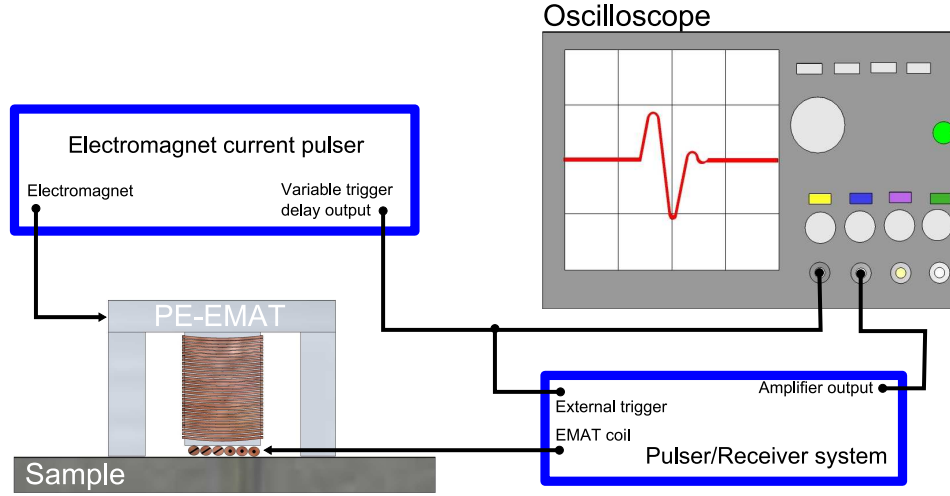 Oscilloscope
Electromagnet current pulser
Electromagnet
Variable trigger
delay output
PE-EMAT
Amplifier output
External trigger
EMAT coil
Pulser/Receiver system
Sample